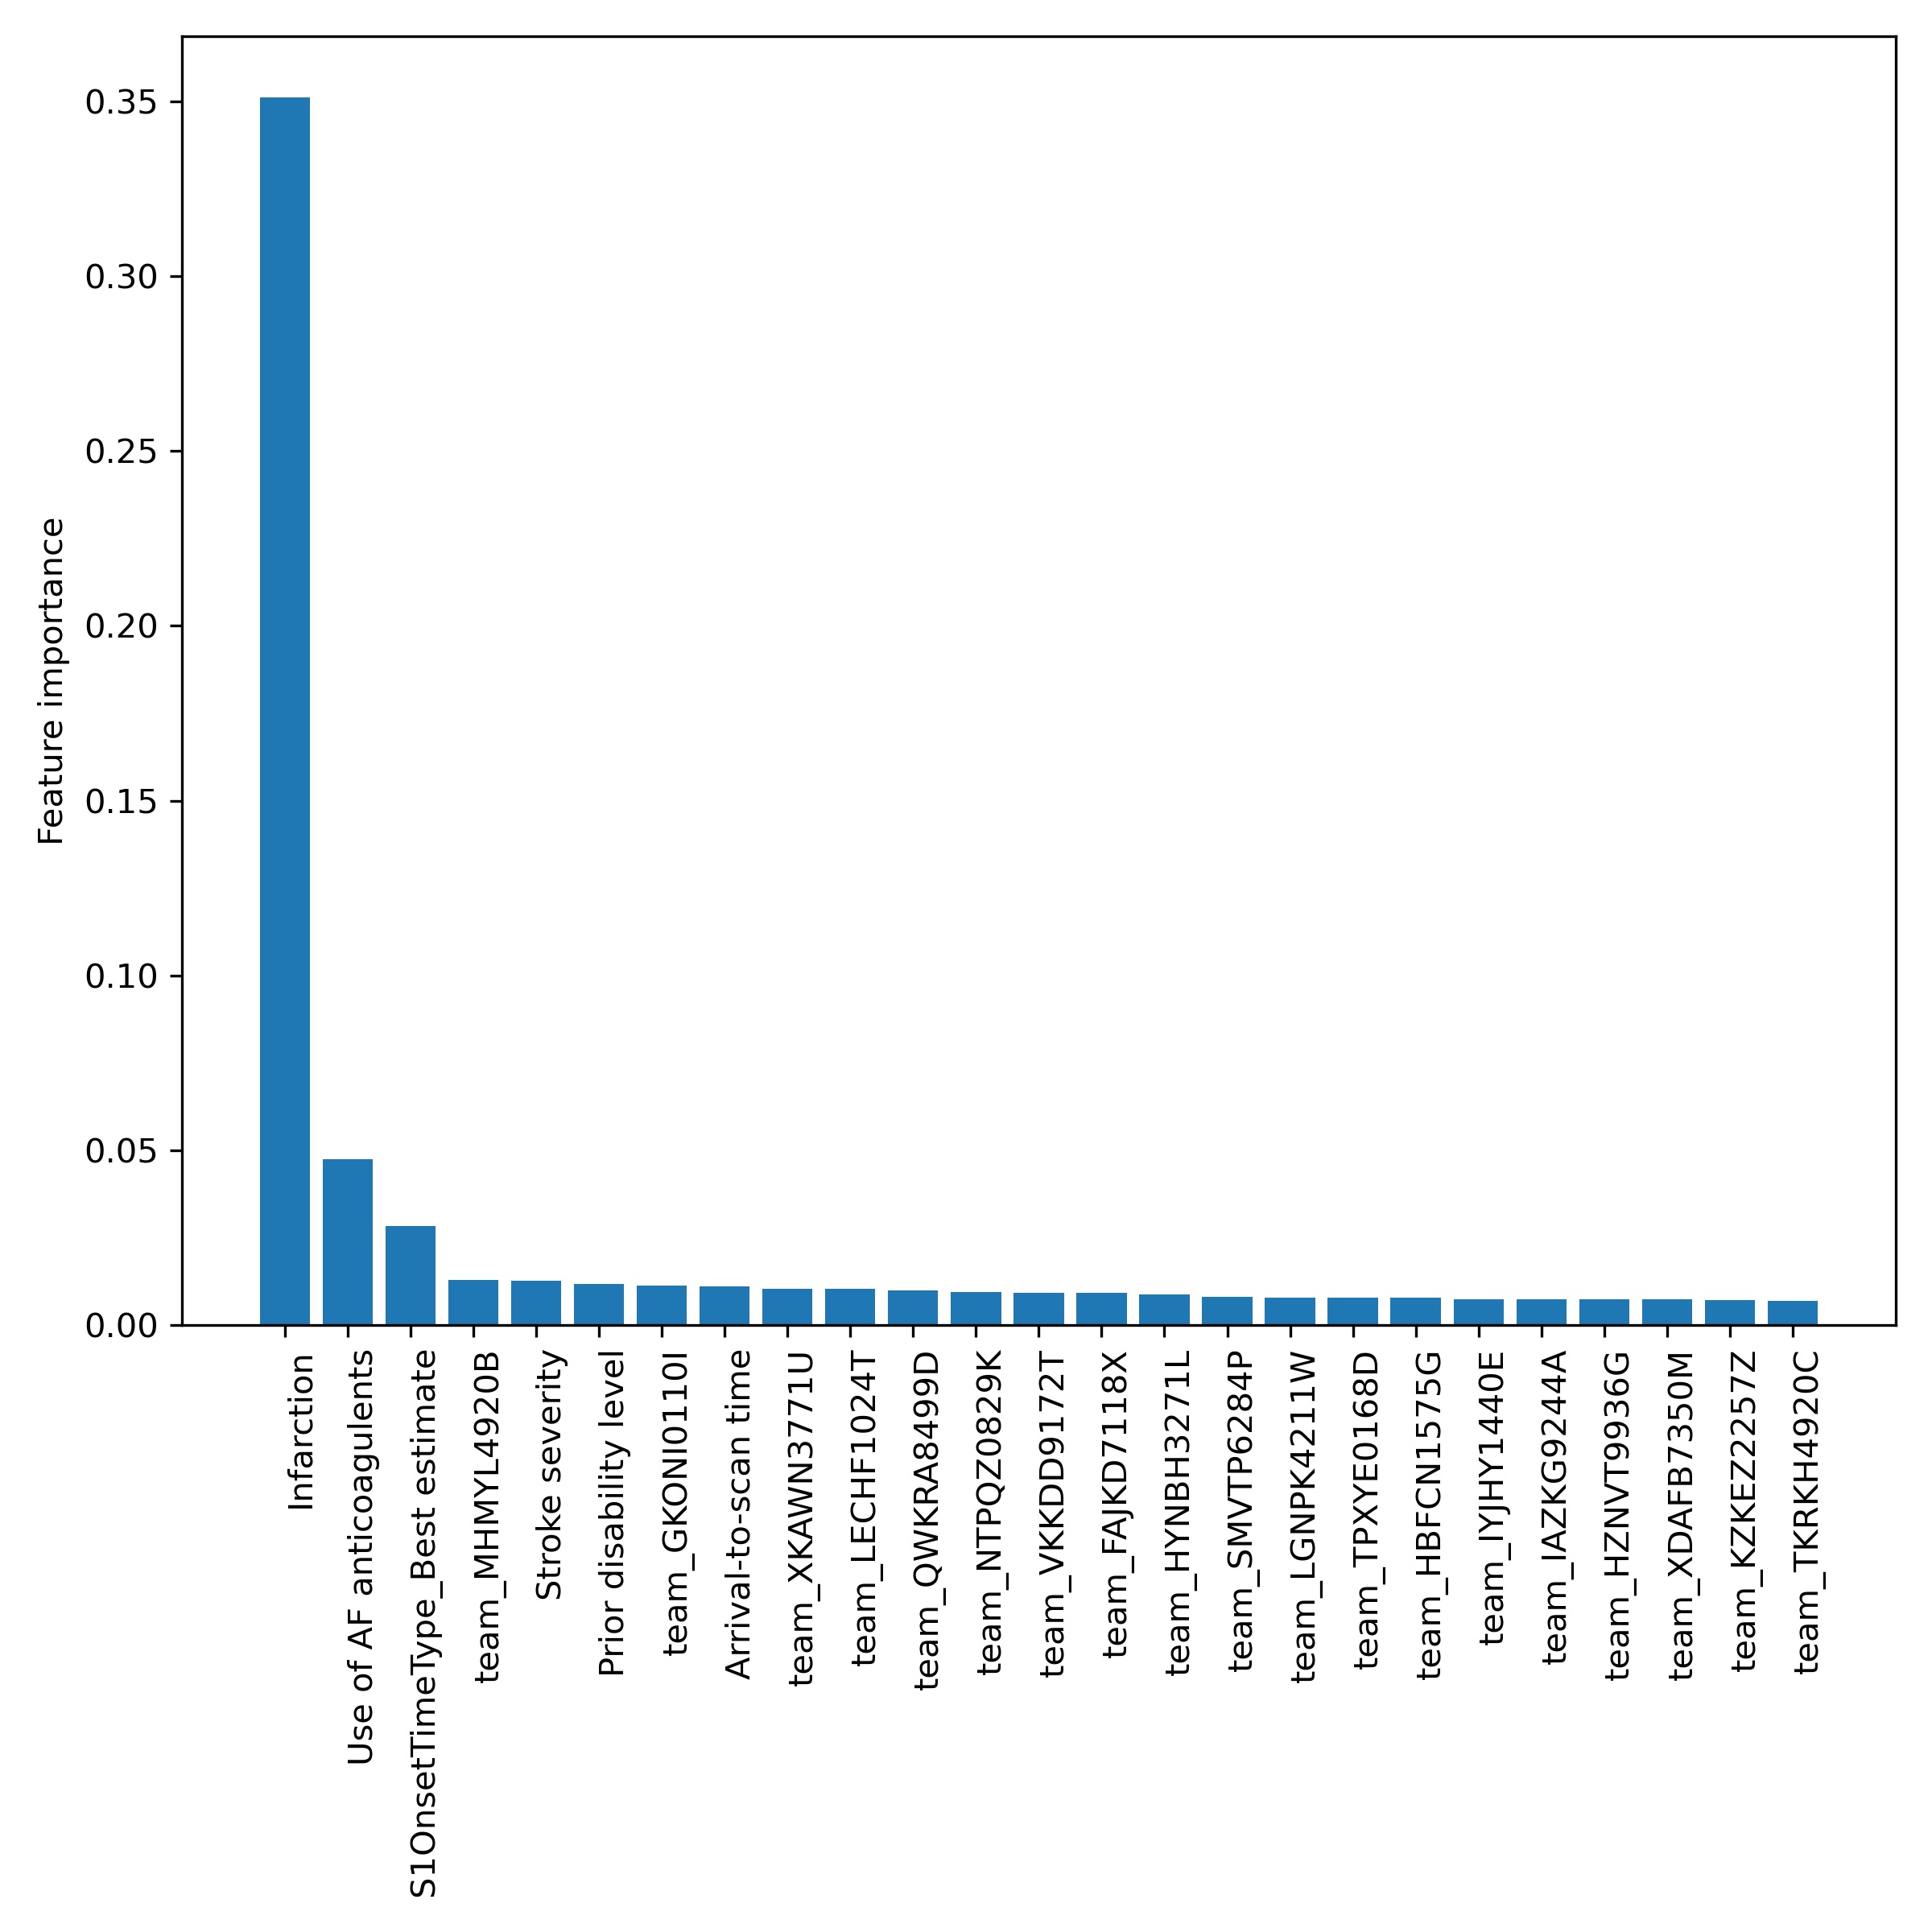 Feature importance
0.35
0.30
0.25
0.20
0.15
0.10
0.05
0.00
Infarction
Use of AF anticoagulents
S1OnsetTimeType_Best estimate
team_MHMYL4920B
Stroke severity
Prior disability level
team_GKONI0110I
Arrival-to-scan time
team_XKAWN3771U
team_LECHF1024T
team_QWKRA8499D
team_NTPQZ0829K
team_VKKDD9172T
team_FAJKD7118X
team_HYNBH3271L
team_SMVTP6284P
team_LGNPK4211W
team_TPXYE0168D
team_HBFCN1575G
team_IYJHY1440E
team_IAZKG9244A
team_HZNVT9936G
team_XDAFB7350M
team_KZKEZ2257Z
team_TKRKH4920C